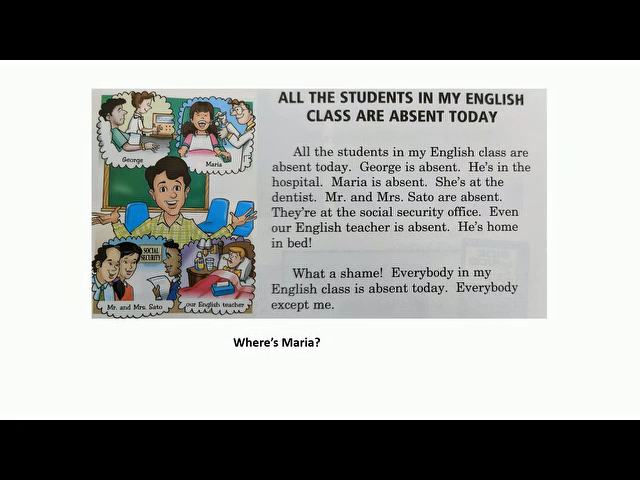 ALL THE STUDENTS IN MY ENGLISH
CLASS ARE ABSENT TODAY
George
Maria
SOCIAL
SECURITY
Mr. and Mrs. Sato
our English teacher
All the students in my English class are
absent today. George is absent. He's in the
hospital. Maria is absent. She's at the
dentist. Mr. and Mrs. Sato are absent.
They're at the social security office. Even
our English teacher is absent. He's home
in bed!
What a shame! Everybody in my
English class is absent today. Everybody
except me.
Where's Maria?